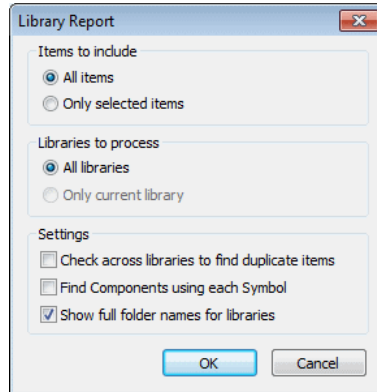 Library Report
Items to include
All items
Only selected items
Libraries to process
All libraries
Only current library
Settings
Check across libraries to find duplicate items
Find Components using each Symbol
Show full folder names for libraries
OK Cancel